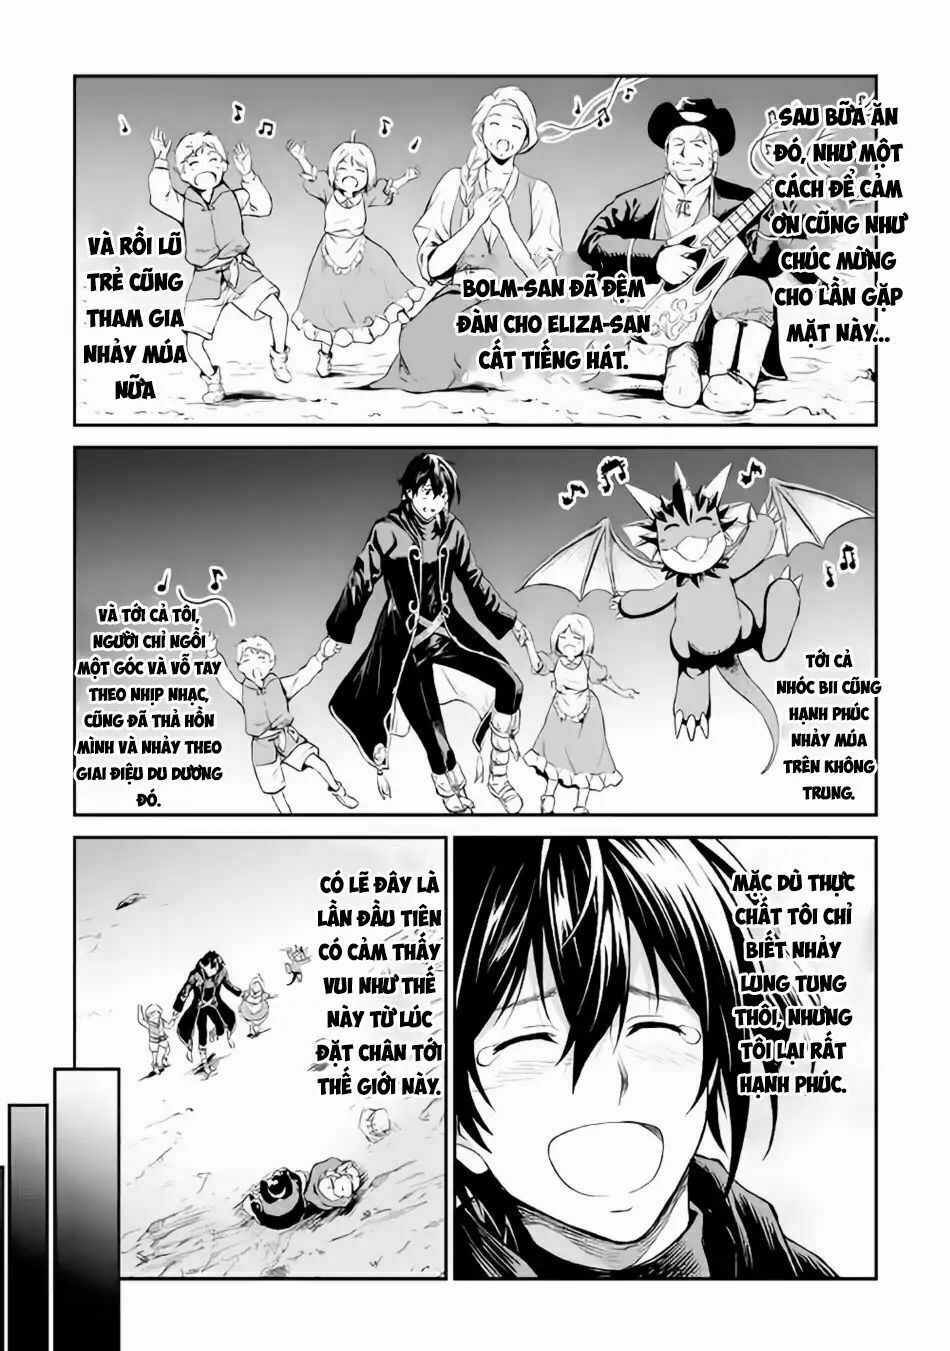 SAU BỮA ĂN
ĐÓ, NHƯ MỘT
CÁCH ĐỂ CẢM
ƠN CŨNG NHƯ
CHÚC MỪNG
CHO LẦN GẶP
MẶT NÀY...
BOLM-SAN ĐÃ ĐỆM
ĐÀN CHO ELIZA-SAN
CẤT TIẾNG HÁT.
VÀ RỒI LŨ
TRẺ CŨNG
THAM GIA
NHẢY MÚA
NỮA
TỚI CẢ
NHÓC BII CŨNG
HẠNH PHÚC
NHẢY MÚA
TRÊN KHÔNG
TRUNG.
VÀ TỚI CẢ TÔI,
NGƯỜI CHỈ NGỒI
MỘT GÓC VÀ VỖ TAY
THEO NHỊP NHẠC,
CŨNG ĐÃ THẢ HỒN
MÌNH VÀ NHẢY THEO
GIAI ĐIỆU DU DƯƠNG
ĐÓ.
MẶC DÙ THỰC
CHẤT TÔI CHỈ
BIẾT NHẢY
LUNG TUNG
THÔI, NHƯNG
TÔI LẠI RẤT
HẠNH PHÚC.
CÓ LẼ ĐÂY LÀ
LẦN ĐẦU TIÊN
CÓ CẢM THẤY
VUI NHƯ THẾ
NÀY TỪ LÚC
ĐẶT CHÂN TỚI
THẾ GIỚI NÀY.